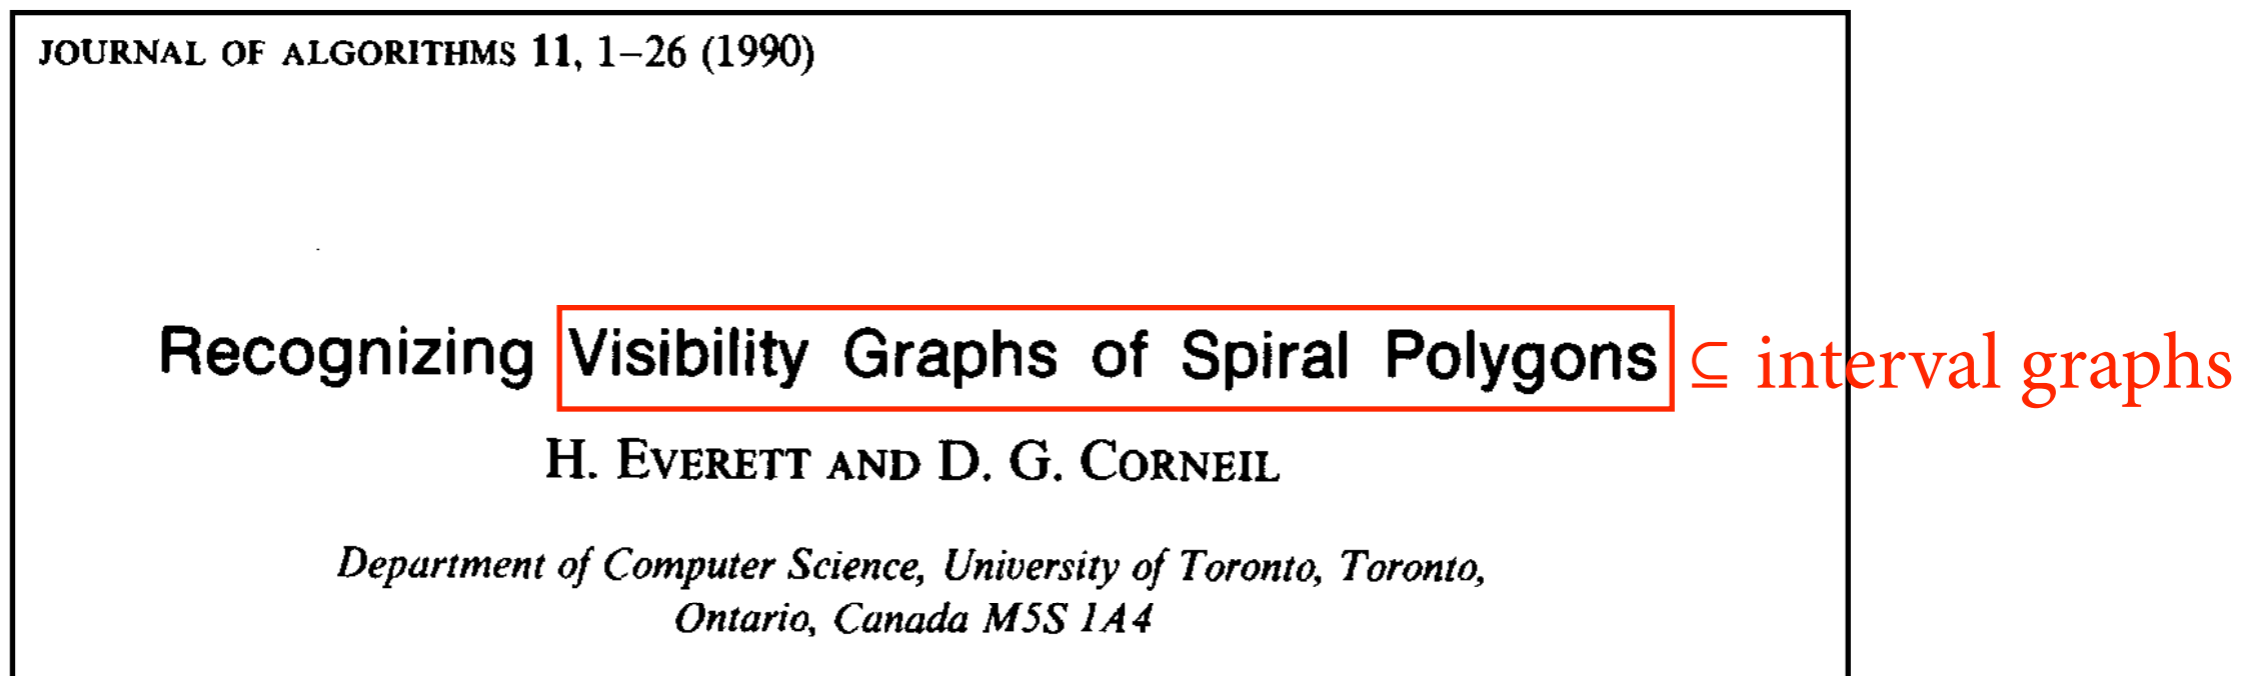 JOURNAL OF ALGORITHMS 11, 1–26 (1990)
Recognizing Visibility Graphs of Spiral Polygons ⊆ interval graphs
H. EVERETT AND D. G. CORNEIL
Department of Computer Science, University of Toronto, Toronto,
Ontario, Canada M5S 1A4